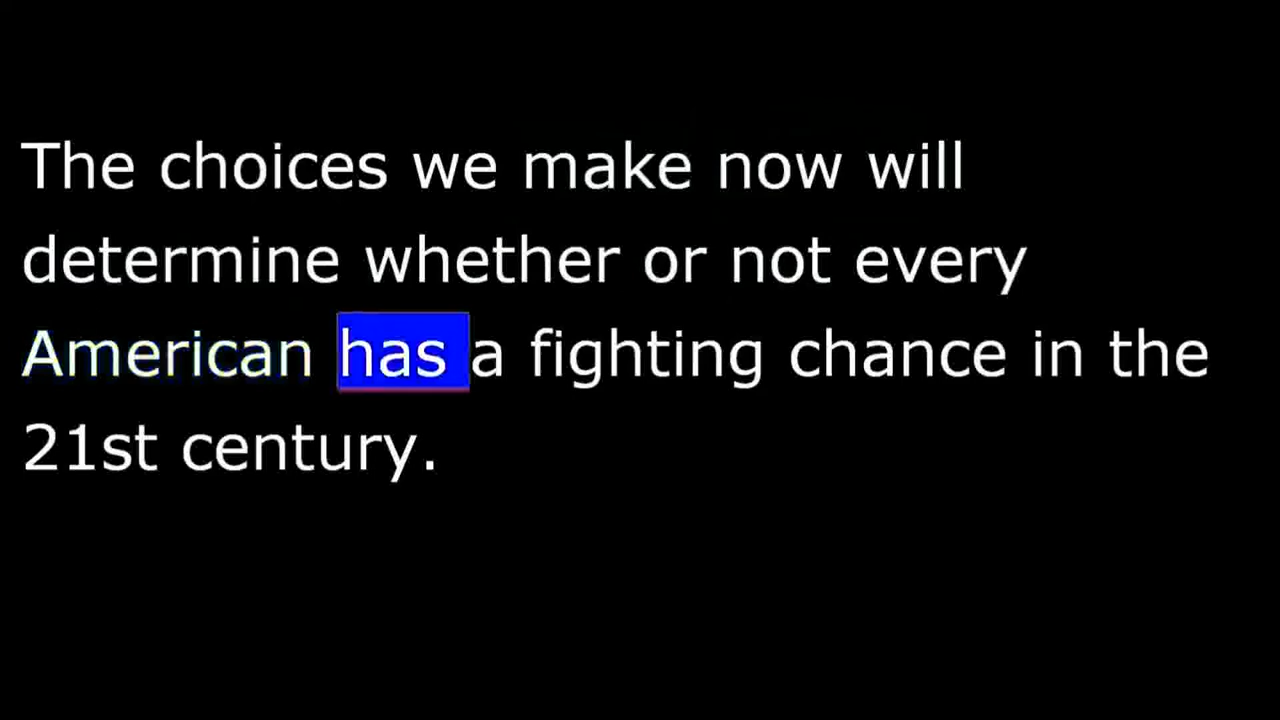 The choices we make now will
determine whether or not every
American has a fighting chance in the
21st century.